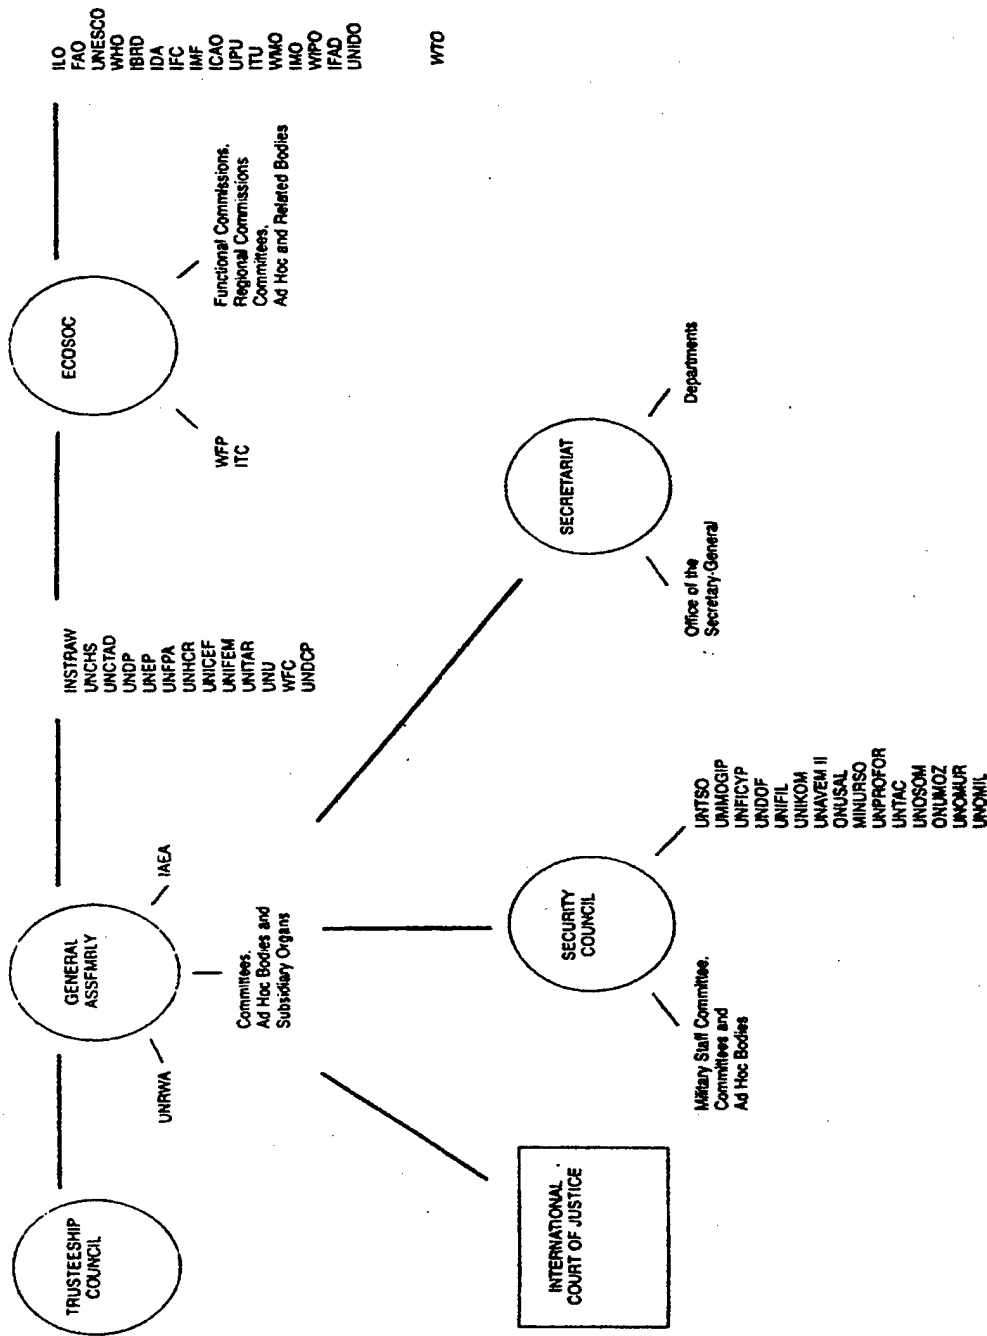 TRUSTEESHIP
COUNCIL
GENERAL
ASSEMBLY
UNRWA
IAEA
Committees,
Ad Hoc Bodies and
Subsidiary Organs
INSTRAW
UNCHS
UNCTAD
UNDP
UNEP
UNFPA
UNHCR
UNICEF
UNIFEM
UNITAR
UNU
WFC
UNDCP
ECOSOC
WFP
ITC
Functional Commissions,
Regional Commissions
Committees,
Ad Hoc and Related Bodies
ILO
FAO
UNESCO
WHO
IBRD
IDA
IFC
IMF
ICAO
UPU
ITU
WMO
IMO
WIPO
IFAD
UNIDO
WTO
INTERNATIONAL
COURT OF JUSTICE
SECURITY
COUNCIL
Military Staff Committee,
Committees and
Ad Hoc Bodies
UNTSO
UMMOGIP
UNFICYP
UNDOF
UNIFIL
UNIKOM
UNAVEM II
ONUSAL
MINURSO
UNPROFOR
UNTAC
UNOSOM
ONUMOZ
UNOMUR
UNOMIL
SECRETARIAT
Office of the
Secretary-General
Departments